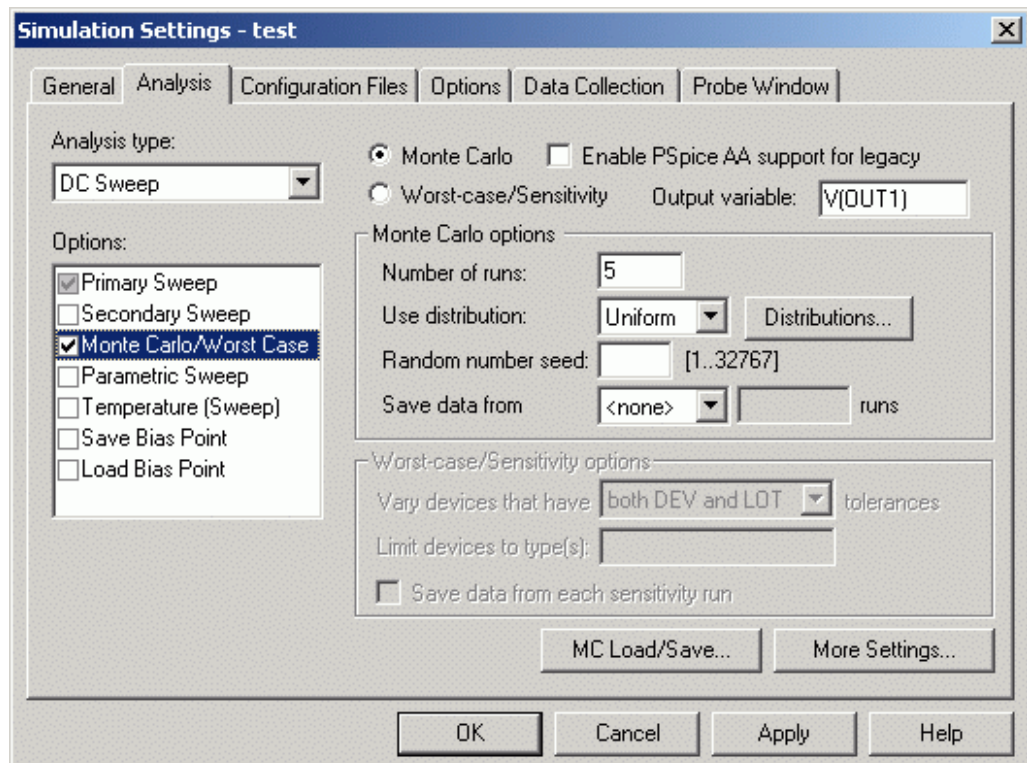 Simulation Settings - test
General Analysis Configuration Files Options Data Collection Probe Window
Analysis type:
DC Sweep
Options:
Primary Sweep
Secondary Sweep
Monte Carlo/Worst Case
Parametric Sweep
Temperature (Sweep)
Save Bias Point
Load Bias Point
Monte Carlo Enable PSpice AA support for legacy
Worst-case/Sensitivity Output variable: V(OUT1)
Monte Carlo options
Number of runs: 5
Use distribution: Uniform Distributions...
Random number seed: [1..32767]
Save data from <none> runs
Worst-case/Sensitivity options
Vary devices that have both DEV and LOT tolerances
Limit devices to type(s):
Save data from each sensitivity run
MC Load/Save... More Settings...
OK Cancel Apply Help